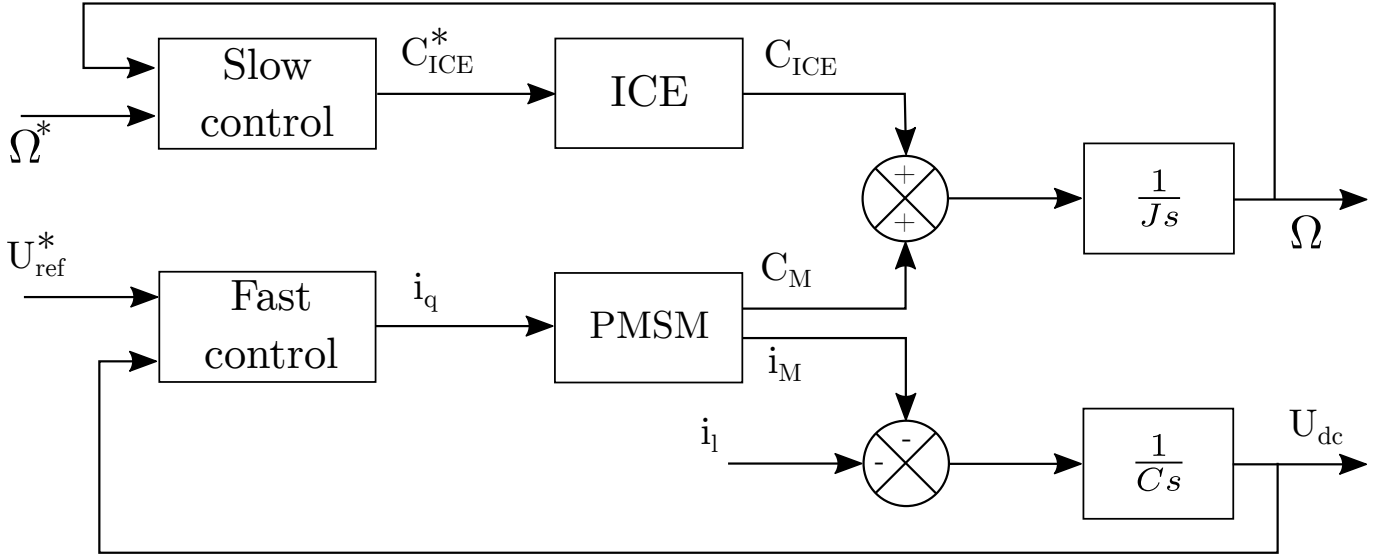 Slow
control
C*ICE
ICE
CICE
Ω*
+
+
1
Js
Ω
U*ref
Fast
control
iq
PMSM
CM
iM
il
-
-
1
Cs
Udc